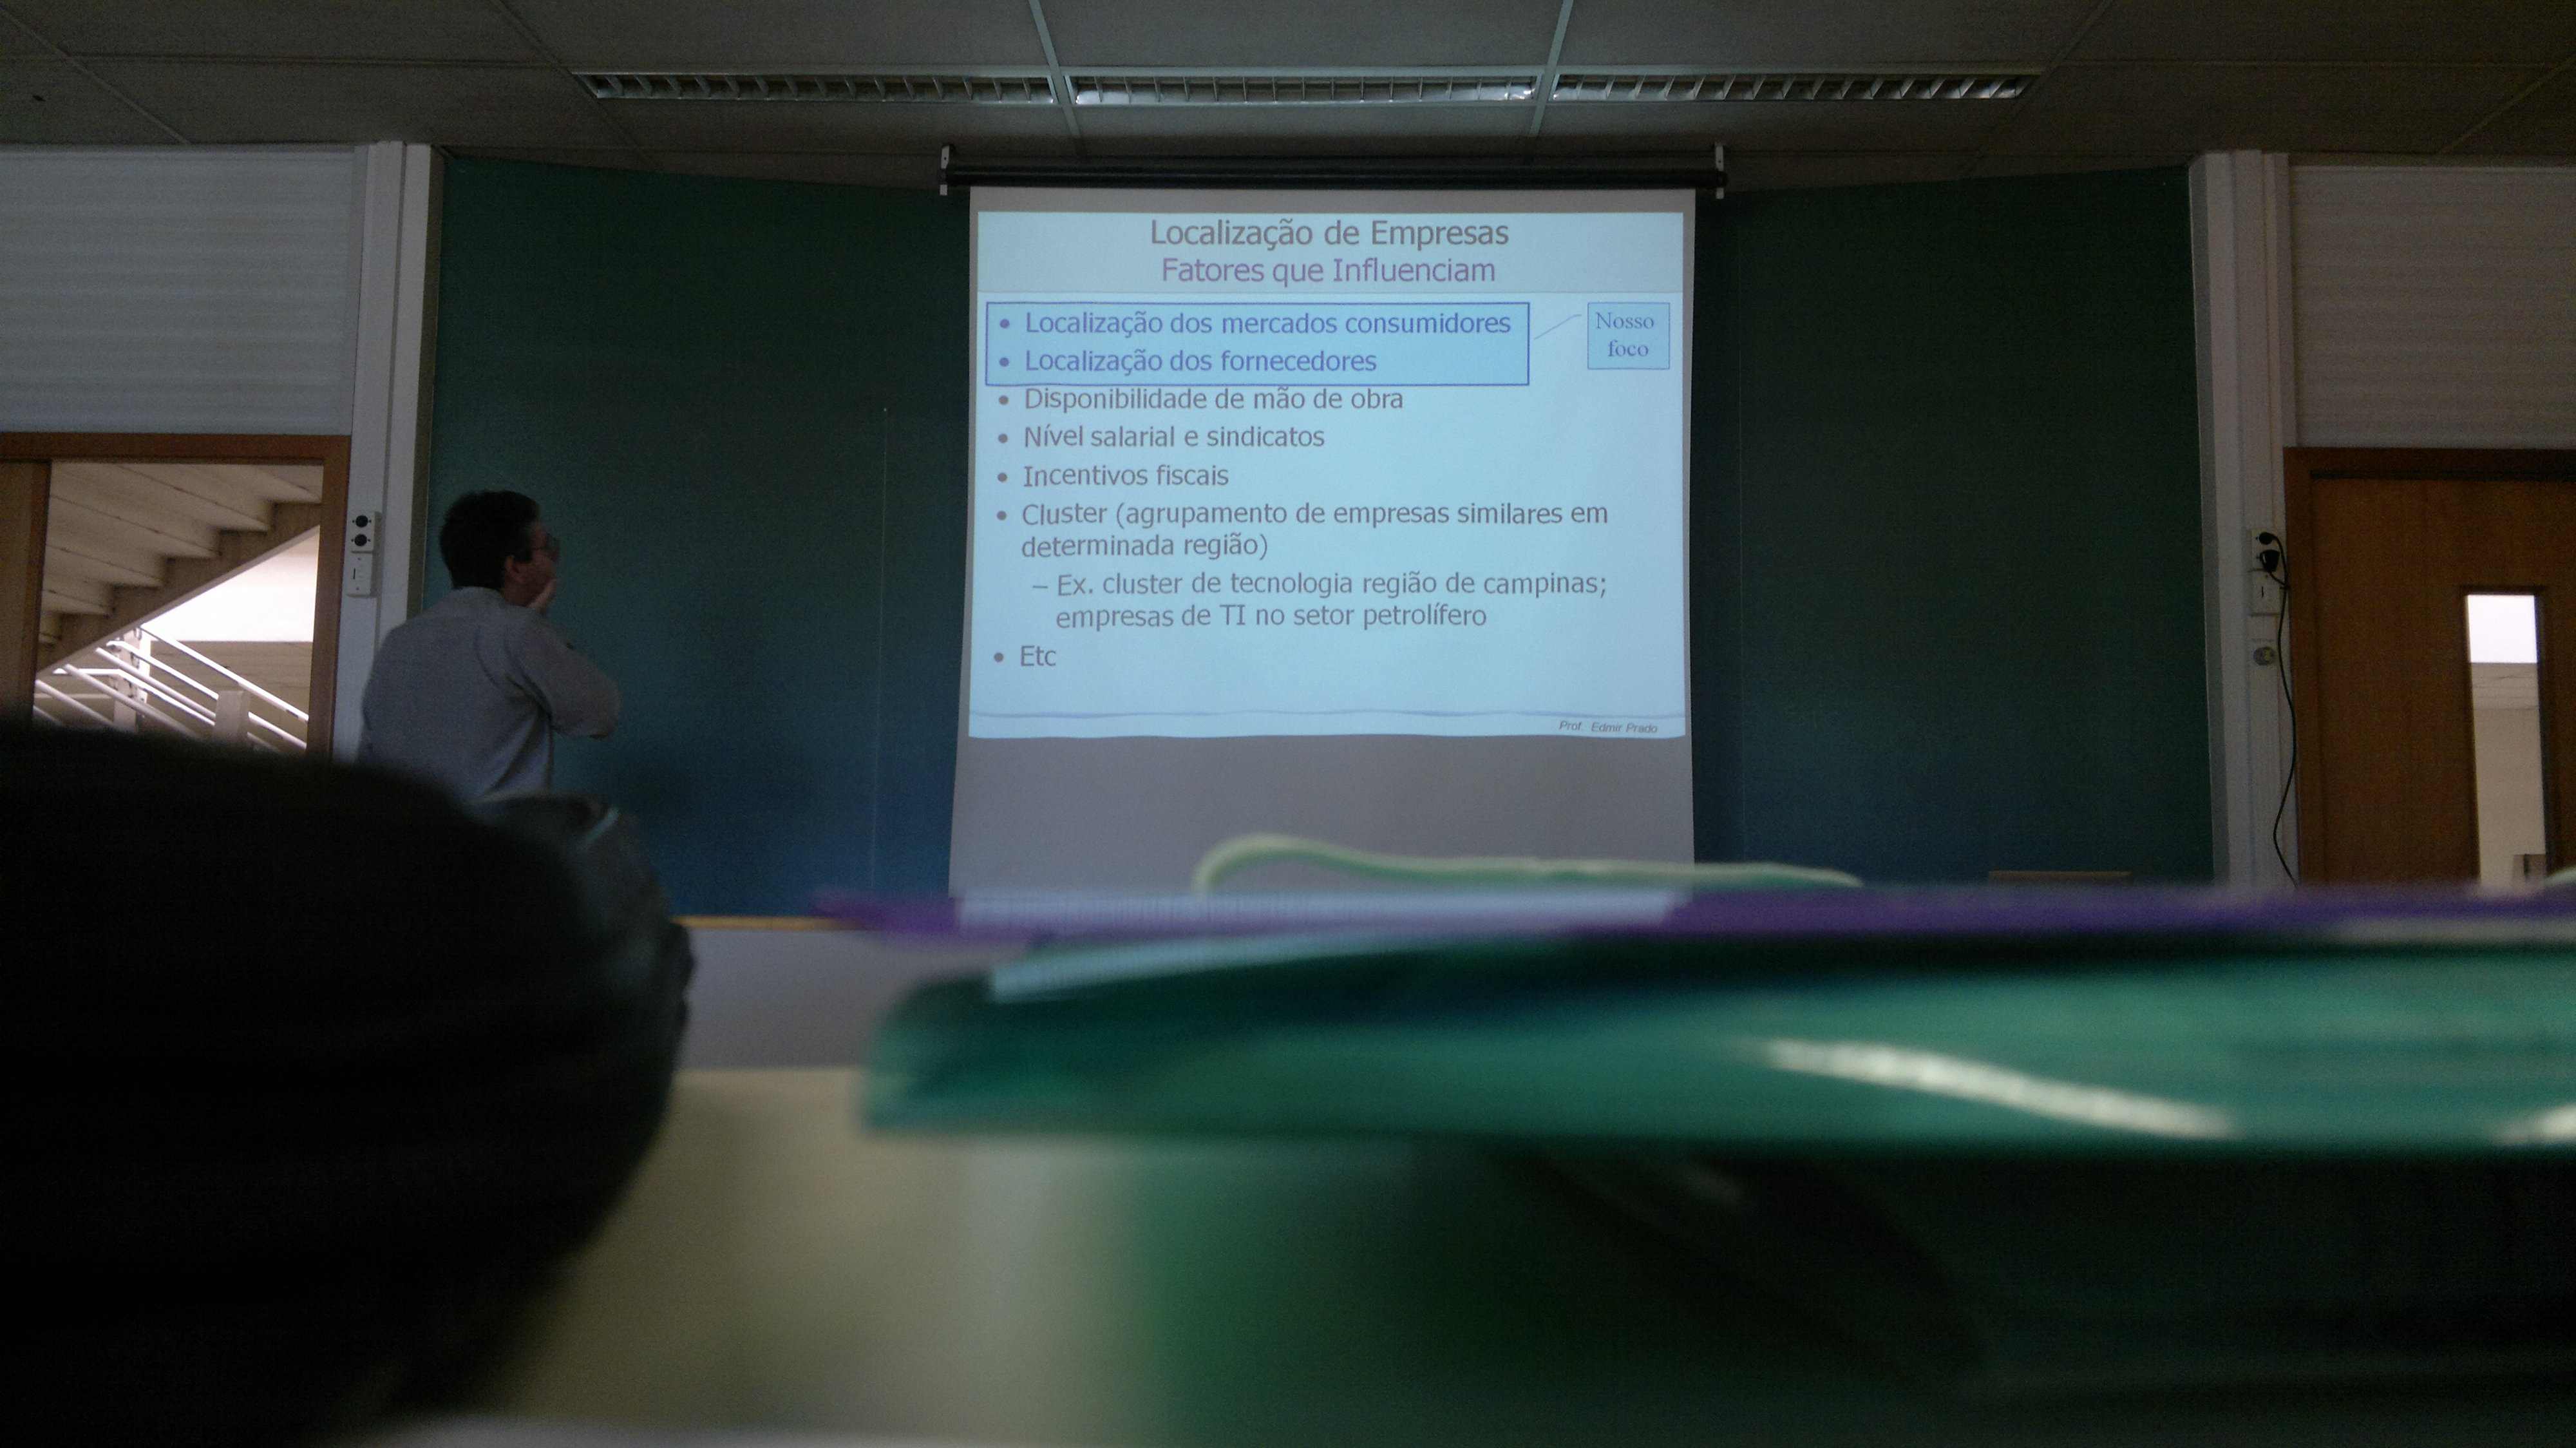 Localização de Empresas
Fatores que Influenciam
• Localização dos mercados consumidores
• Localização dos fornecedores
Nosso
foco
• Disponibilidade de mão de obra
• Nível salarial e sindicatos
• Incentivos fiscais
• Cluster (agrupamento de empresas similares em
determinada região)
– Ex. cluster de tecnologia região de campinas;
empresas de TI no setor petrolífero
• Etc
Prof. Edmir Prado